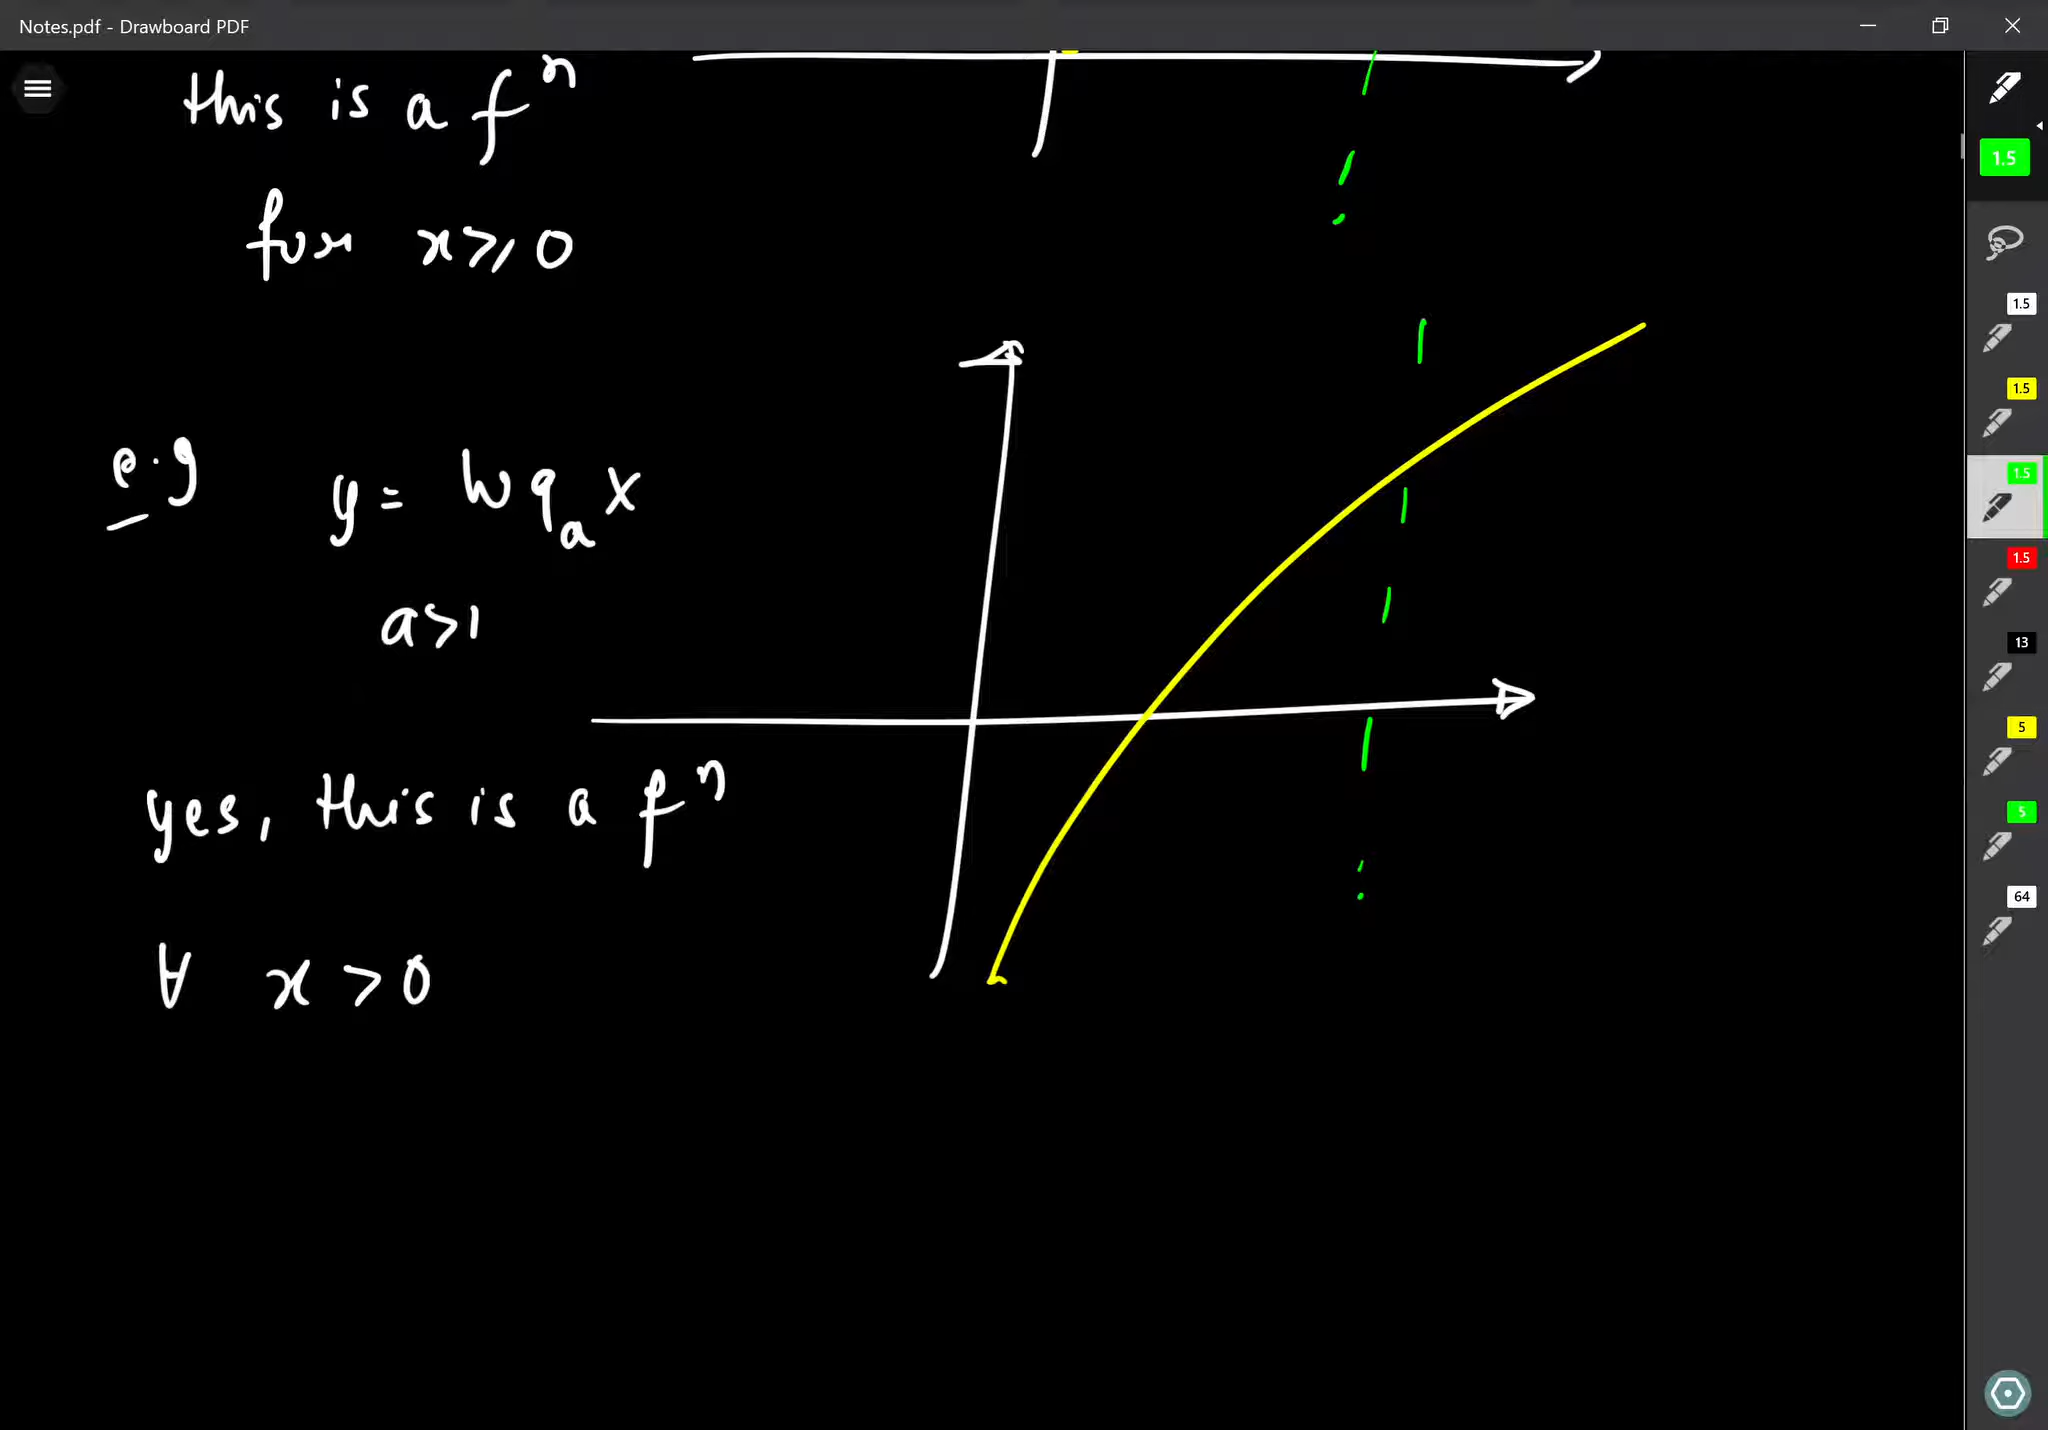 Notes.pdf - Drawboard PDF
this is a fⁿ
for x ⩾ 0
e.g y = logₐ x
a > 1
yes, this is a fⁿ
∀ x > 0
1.5
1.5
1.5
1.5
1.5
13
5
5
64